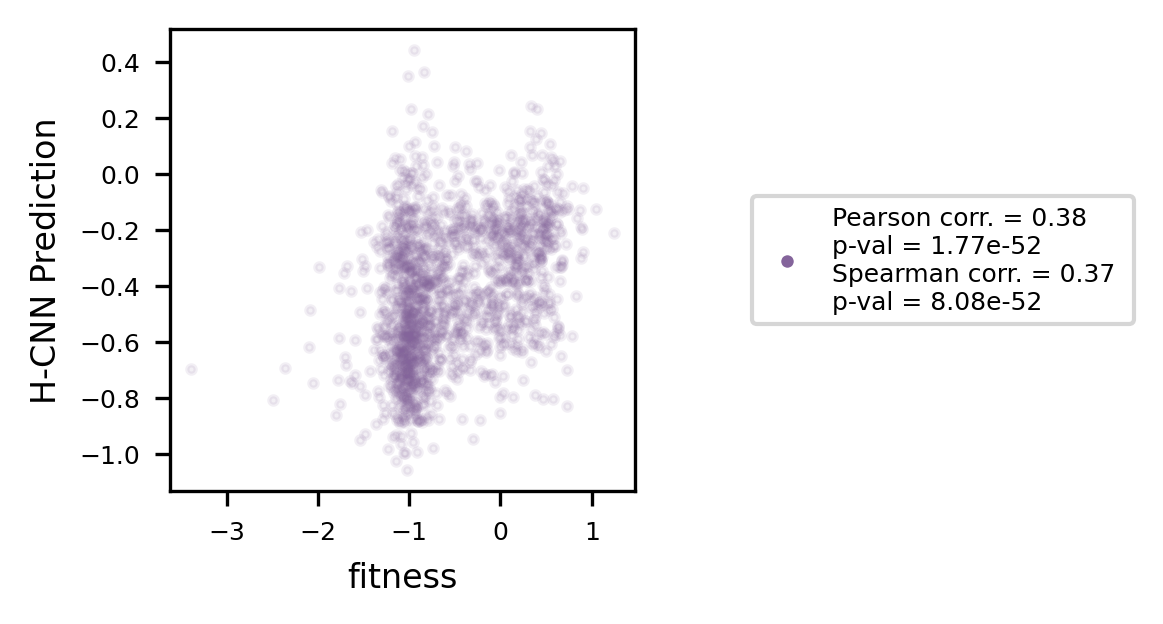 H-CNN Prediction
0.4
0.2
0.0
−0.2
−0.4
−0.6
−0.8
−1.0
−3 −2 −1 0 1
fitness
Pearson corr. = 0.38
p-val = 1.77e-52
Spearman corr. = 0.37
p-val = 8.08e-52